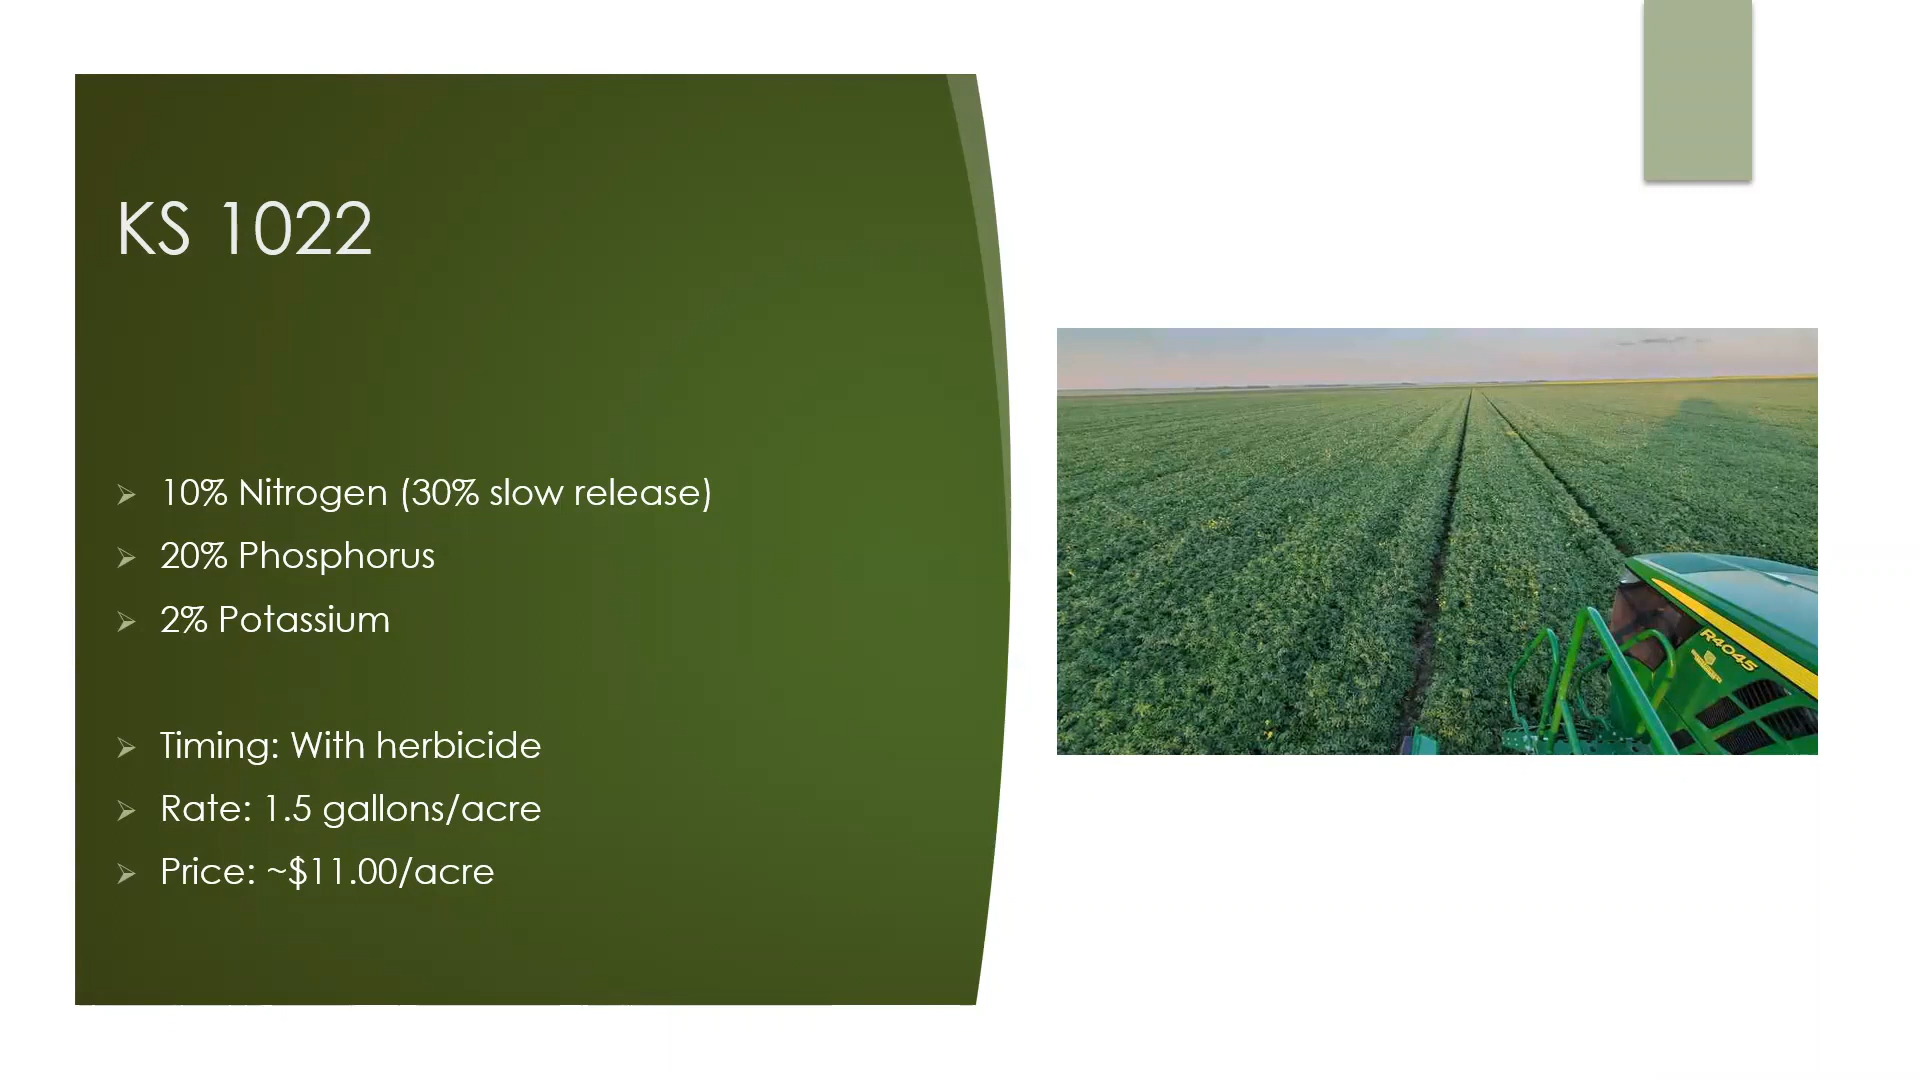 KS 1022
10% Nitrogen (30% slow release)
20% Phosphorus
2% Potassium
Timing: With herbicide
Rate: 1.5 gallons/acre
Price: ~$11.00/acre
R4045